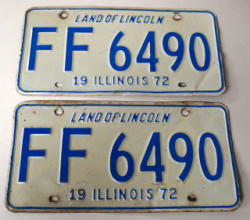 LAND OF LINCOLN
FF 6490
19 ILLINOIS 72
LAND OF LINCOLN
FF 6490
19 ILLINOIS 72